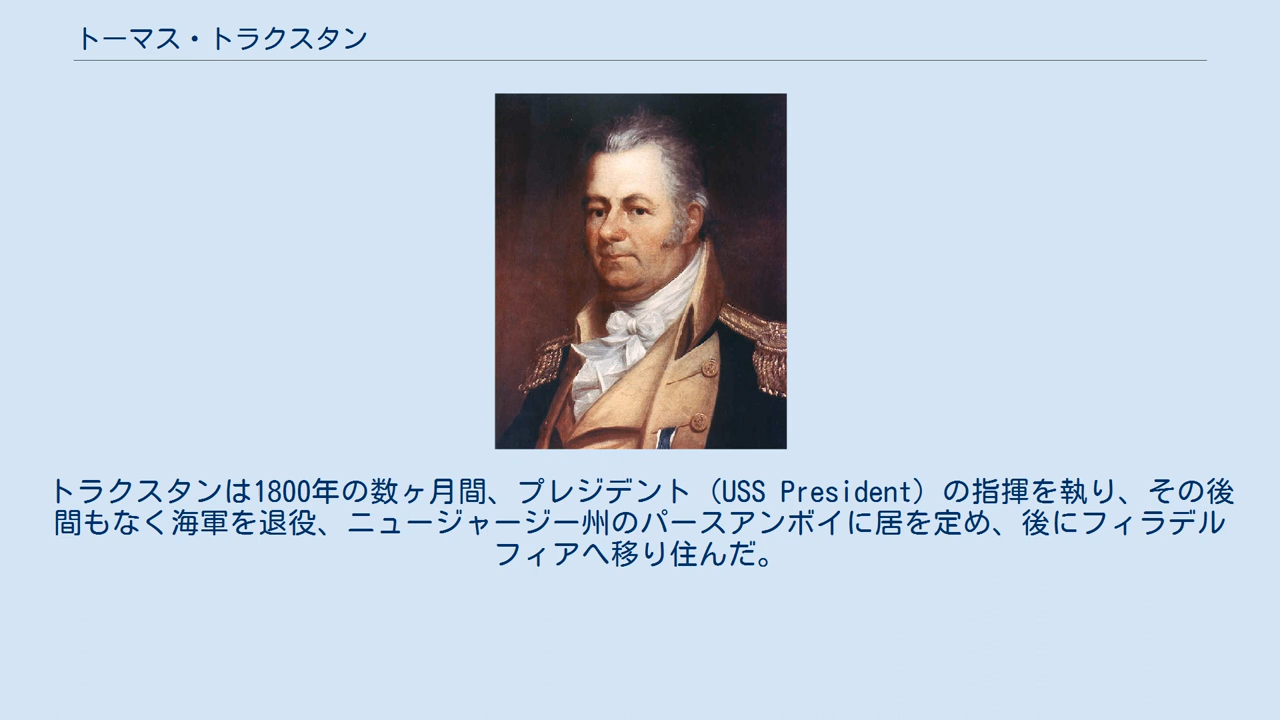 トーマス・トラクスタン
トラクスタンは1800年の数ヶ月間、プレジデント（USS President）の指揮を執り、その後
間もなく海軍を退役、ニュージャージー州のパースアンボイに居を定め、後にフィラデル
フィアへ移り住んだ。